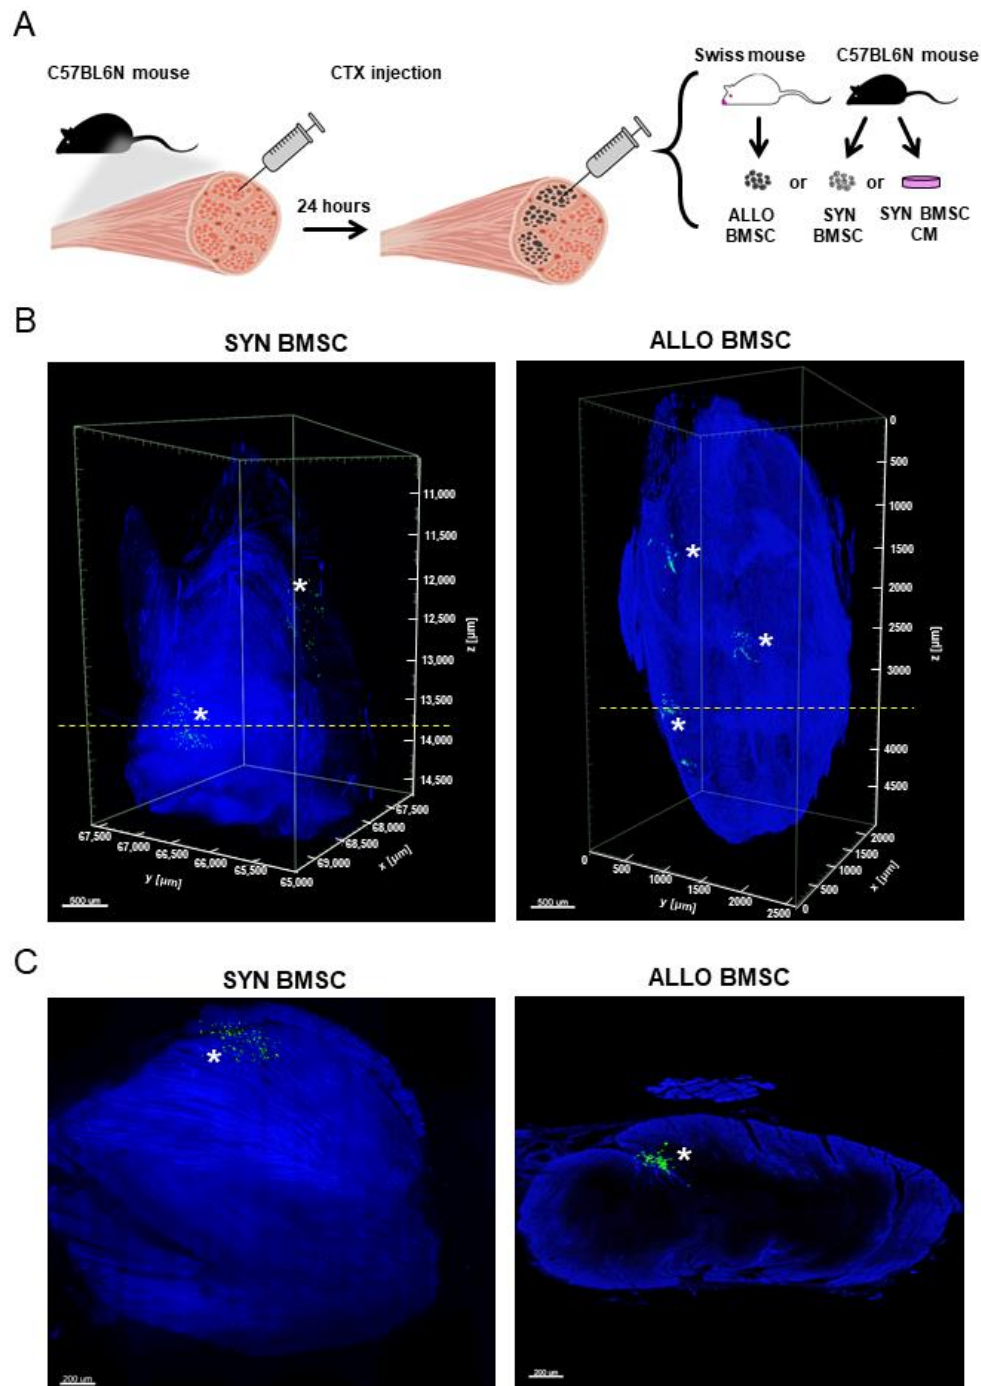 A
C57BL6N mouse
CTX injection
Swiss mouse
C57BL6N mouse
24 hours
or
or
ALLO
BMSC
SYN
BMSC
SYN BMSC
CM
B
SYN BMSC
ALLO BMSC
11,000
11,500
12,000
12,500
13,000
13,500
14,000
14,500
z [µm]
67,500
67,000
66,500
66,000
65,500
65,000
y [µm]
69,000
68,500
68,000
67,500
x [µm]
500 um
*
*
0
500
1000
1500
2000
2500
3000
4000
4500
z [µm]
0
500
1000
1500
2000
2500
y [µm]
0
500
1000
1500
2000
x [µm]
500 um
*
*
*
C
SYN BMSC
ALLO BMSC
*
200 um
*
200 um